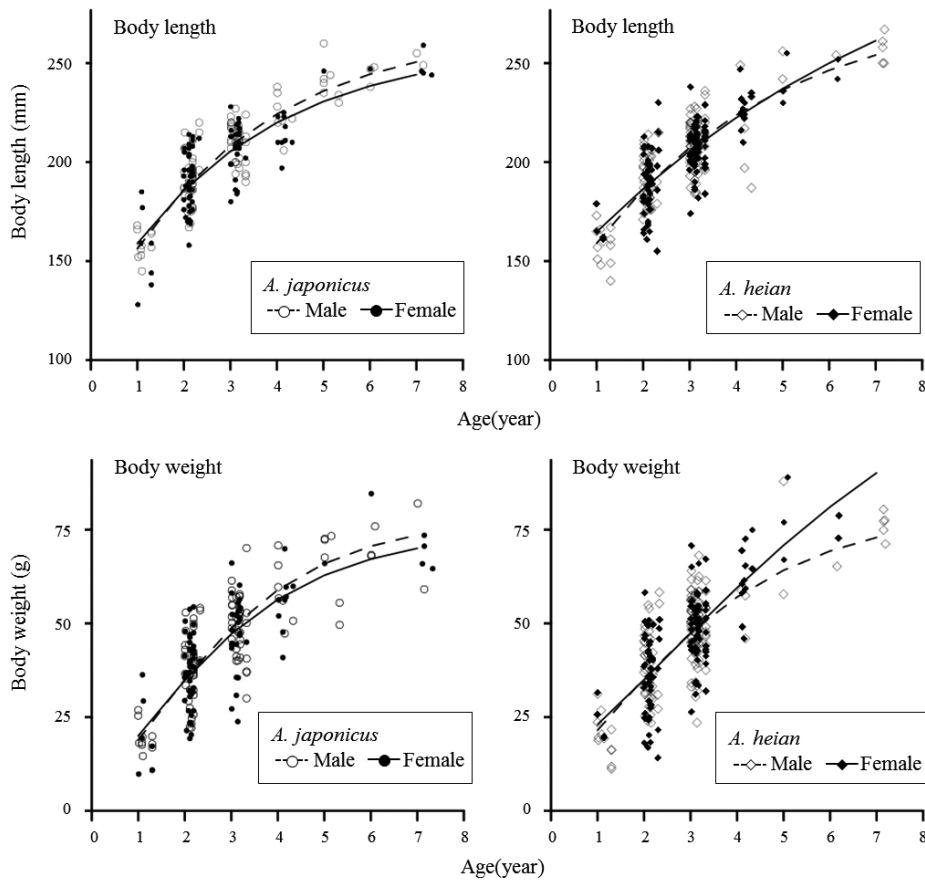 Body length
Body length (mm)
250
200
150
100
A. japonicus
Male Female
0 1 2 3 4 5 6 7 8
Body length
250
200
150
100
A. heian
Male Female
0 1 2 3 4 5 6 7 8
Age(year)
Body weight
Body weight (g)
75
50
25
0
A. japonicus
Male Female
0 1 2 3 4 5 6 7 8
Body weight
75
50
25
0
A. heian
Male Female
0 1 2 3 4 5 6 7 8
Age(year)